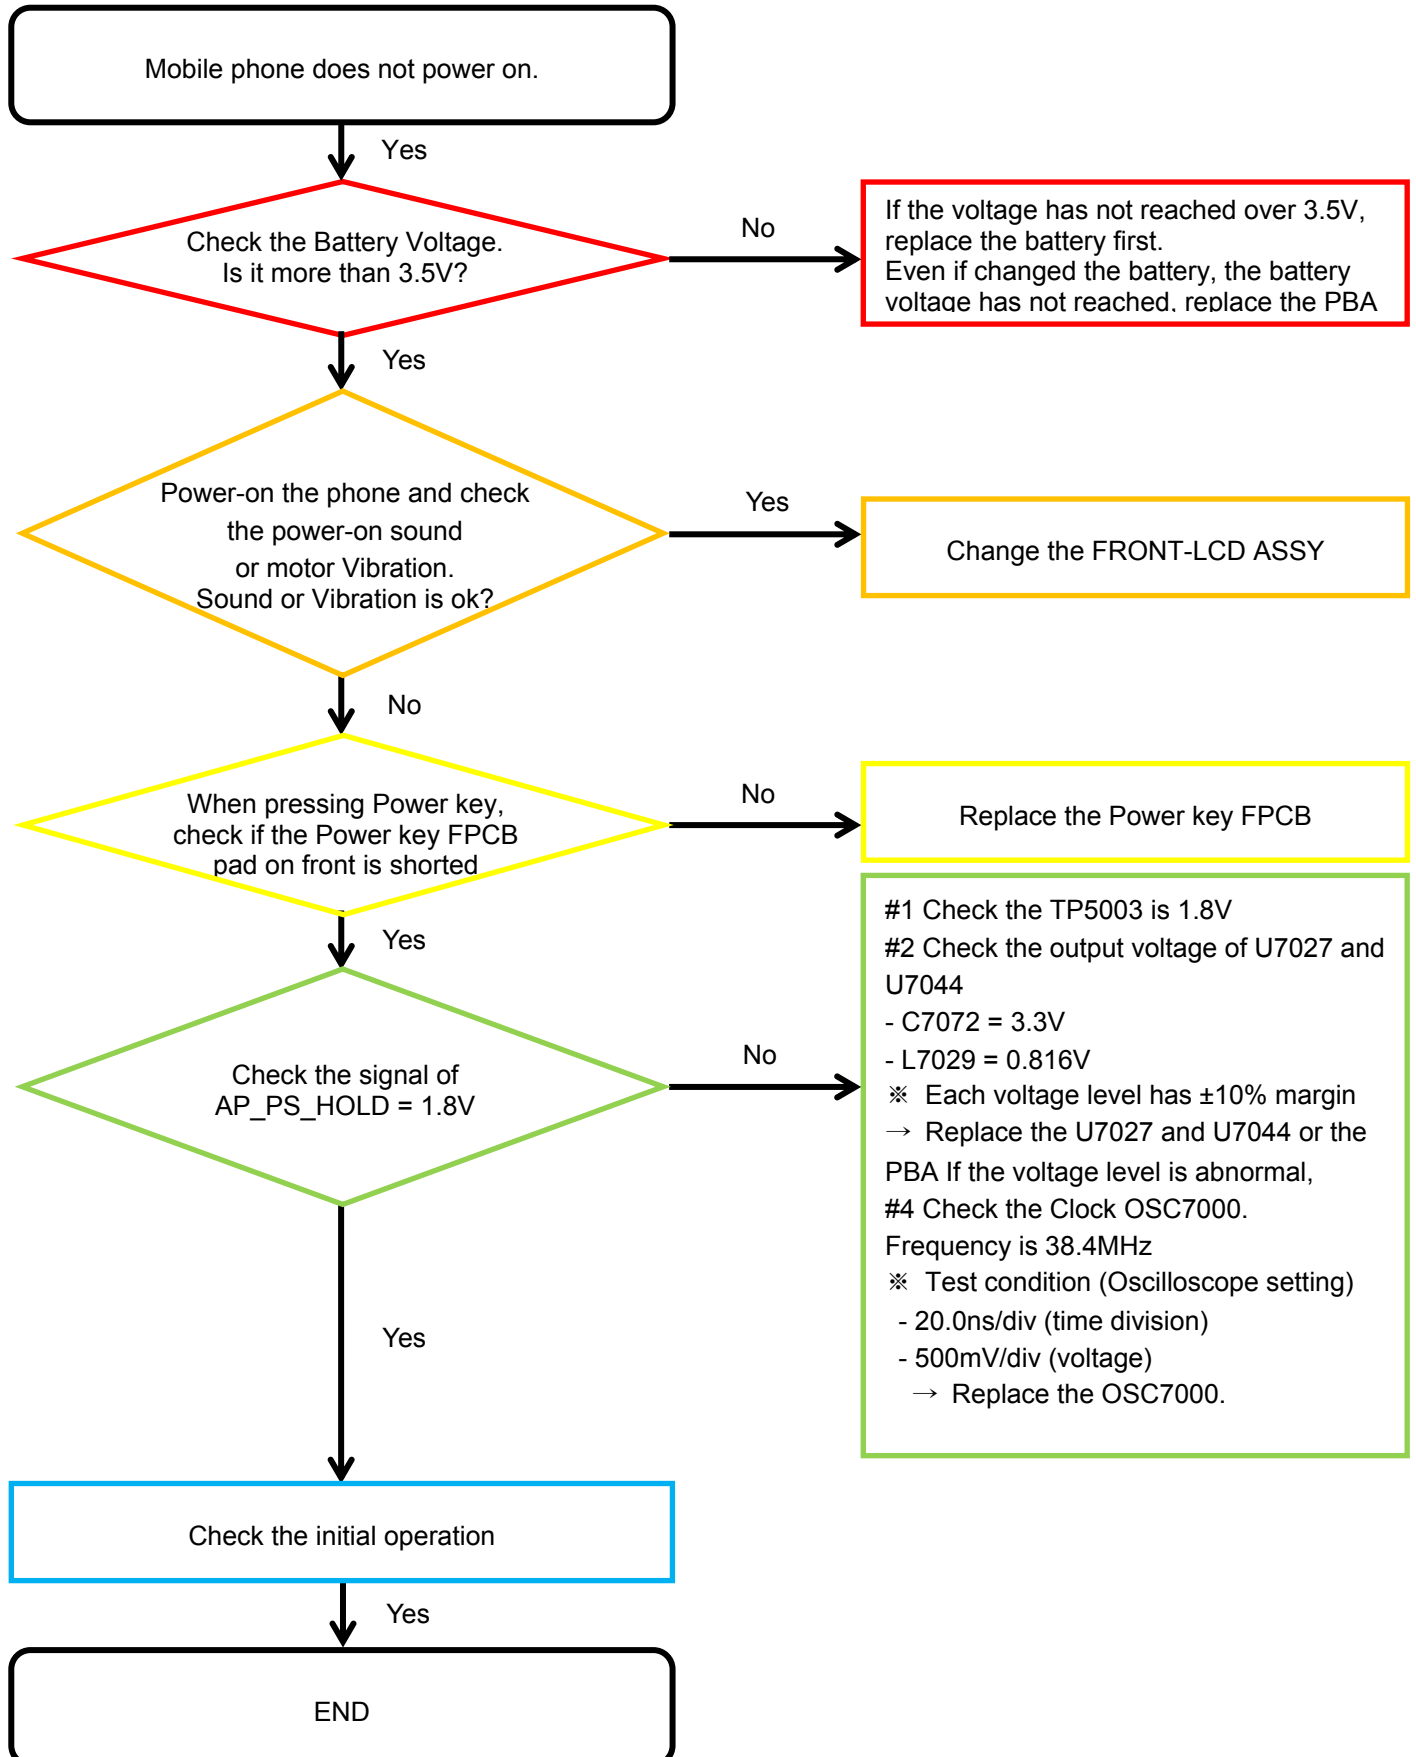 Mobile phone does not power on.
Yes
Check the Battery Voltage.
Is it more than 3.5V?
No
If the voltage has not reached over 3.5V,
replace the battery first.
Even if changed the battery, the battery
voltage has not reached, replace the PBA
Yes
Power-on the phone and check
the power-on sound
or motor Vibration.
Sound or Vibration is ok?
Yes
Change the FRONT-LCD ASSY
No
When pressing Power key,
check if the Power key FPCB
pad on front is shorted
No
Replace the Power key FPCB
Yes
Check the signal of
AP_PS_HOLD = 1.8V
No
#1 Check the TP5003 is 1.8V
#2 Check the output voltage of U7027 and
U7044
- C7072 = 3.3V
- L7029 = 0.816V
※ Each voltage level has ±10% margin
→ Replace the U7027 and U7044 or the
PBA If the voltage level is abnormal,
#4 Check the Clock OSC7000.
Frequency is 38.4MHz
※ Test condition (Oscilloscope setting)
- 20.0ns/div (time division)
- 500mV/div (voltage)
→ Replace the OSC7000.
Yes
Check the initial operation
Yes
END